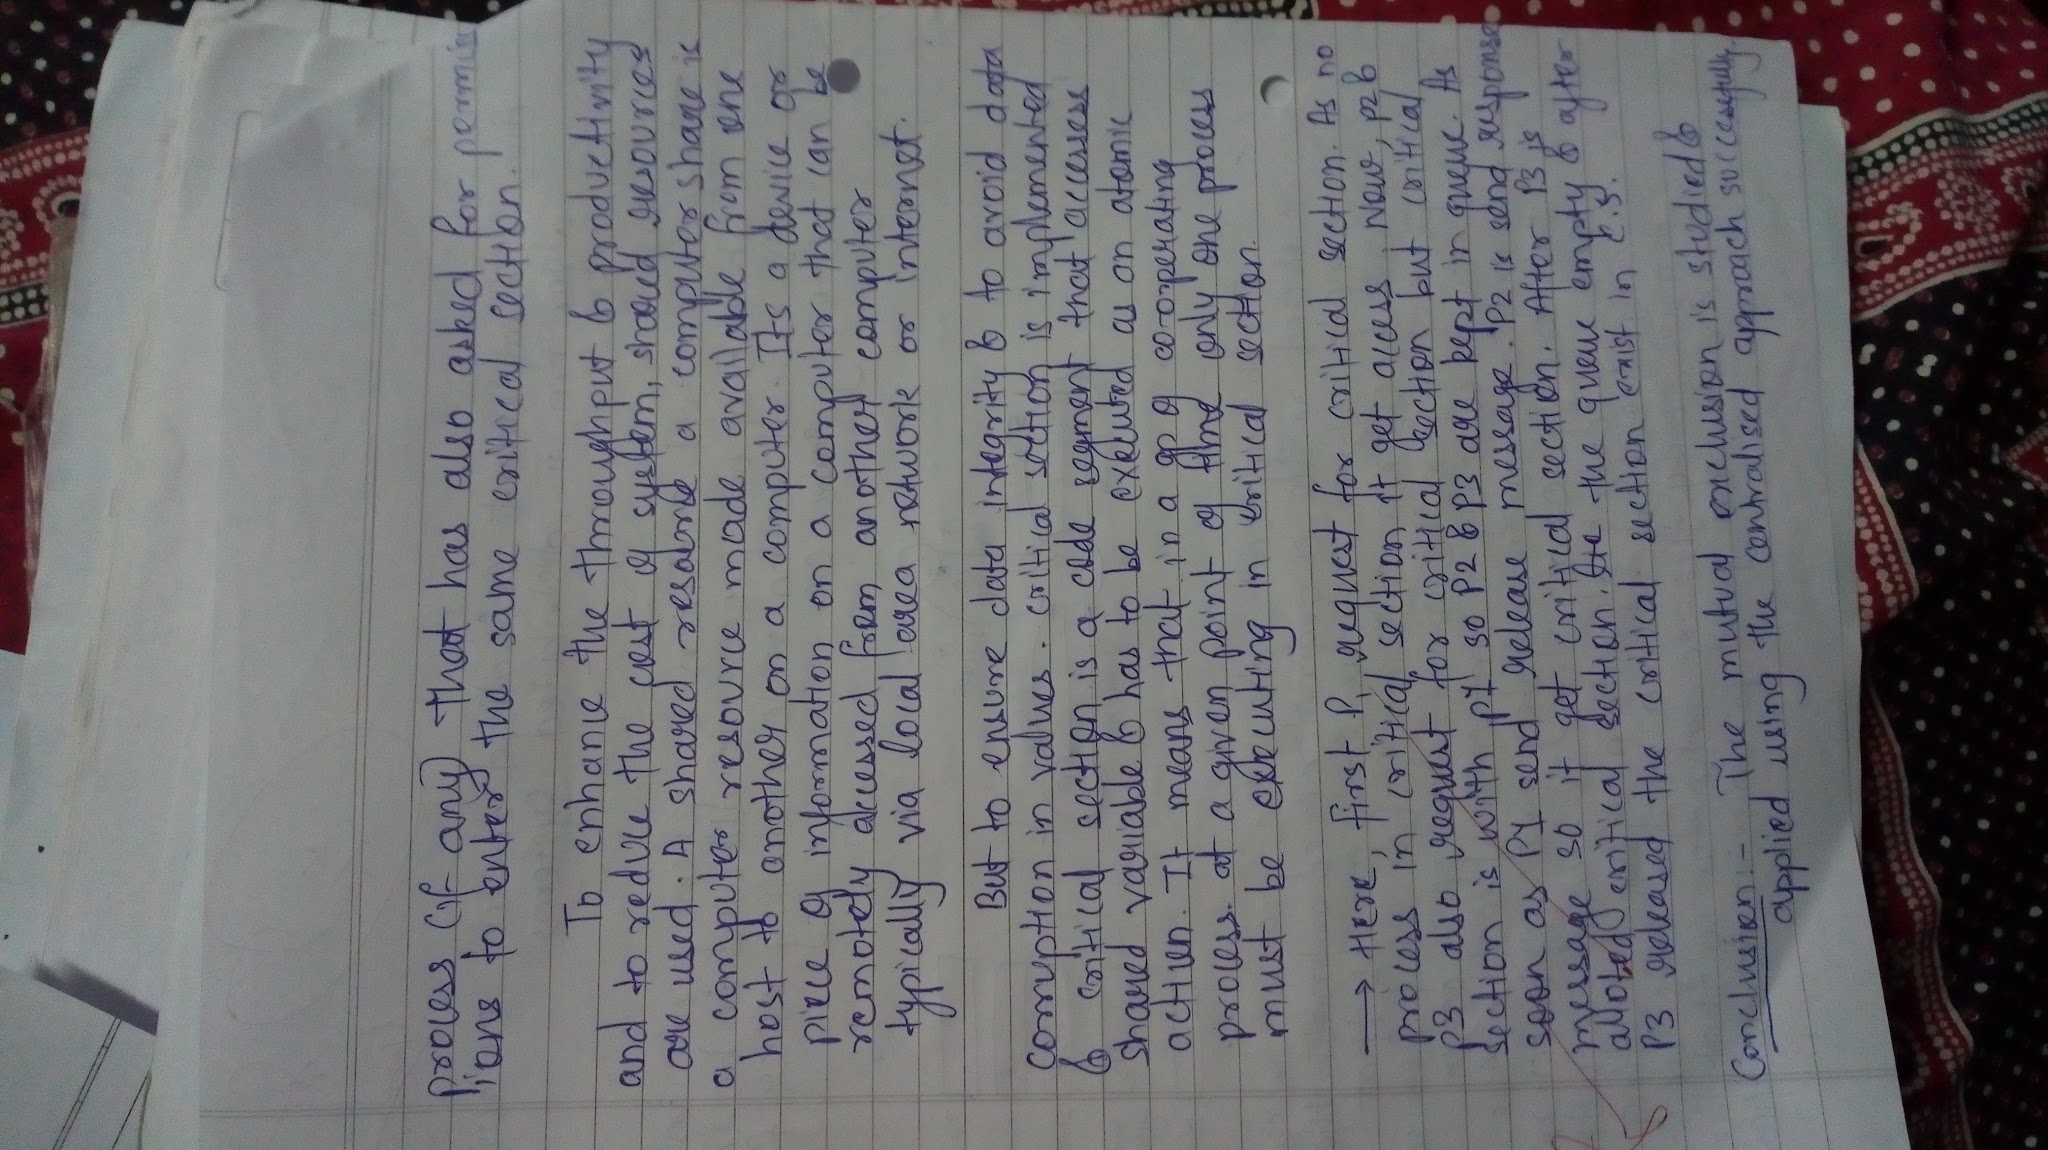 process (if any) that has also asked for permiss
ions to enter the same critical section.
To enhance the throughput & productivity
and to reduce the cost of system, shared resources
are used. A shared resource a computer share is
a computer resource made available from one
host to another on a computer. Its a device or
piece of information on a computer that can be
remotely accessed from another computer
typically via local area network or internet.
But to ensure data integrity & to avoid data
corruption in values. critical section is implemented
& critical section is a code segment that accesses
shared variable & has to be executed as an atomic
action. It means that in a gp of cooperating
process. at a given point of time only one process
must be executing in critical section.
→ Here, first P1 request for critical section. As no
process in critical section it get access. Now, P2 &
P3 also request for critical section but critical
section is with P1 so P2 & P3 are kept in queue. As
soon as P1 send release message. P2 is send response
message so it get critical section. After P3 is
alloted critical section. the queue empty & after
P3 released the critical section exist in C.S.
Conclusion :- The mutual exclusion is studied &
applied using the centralised approach successfully.